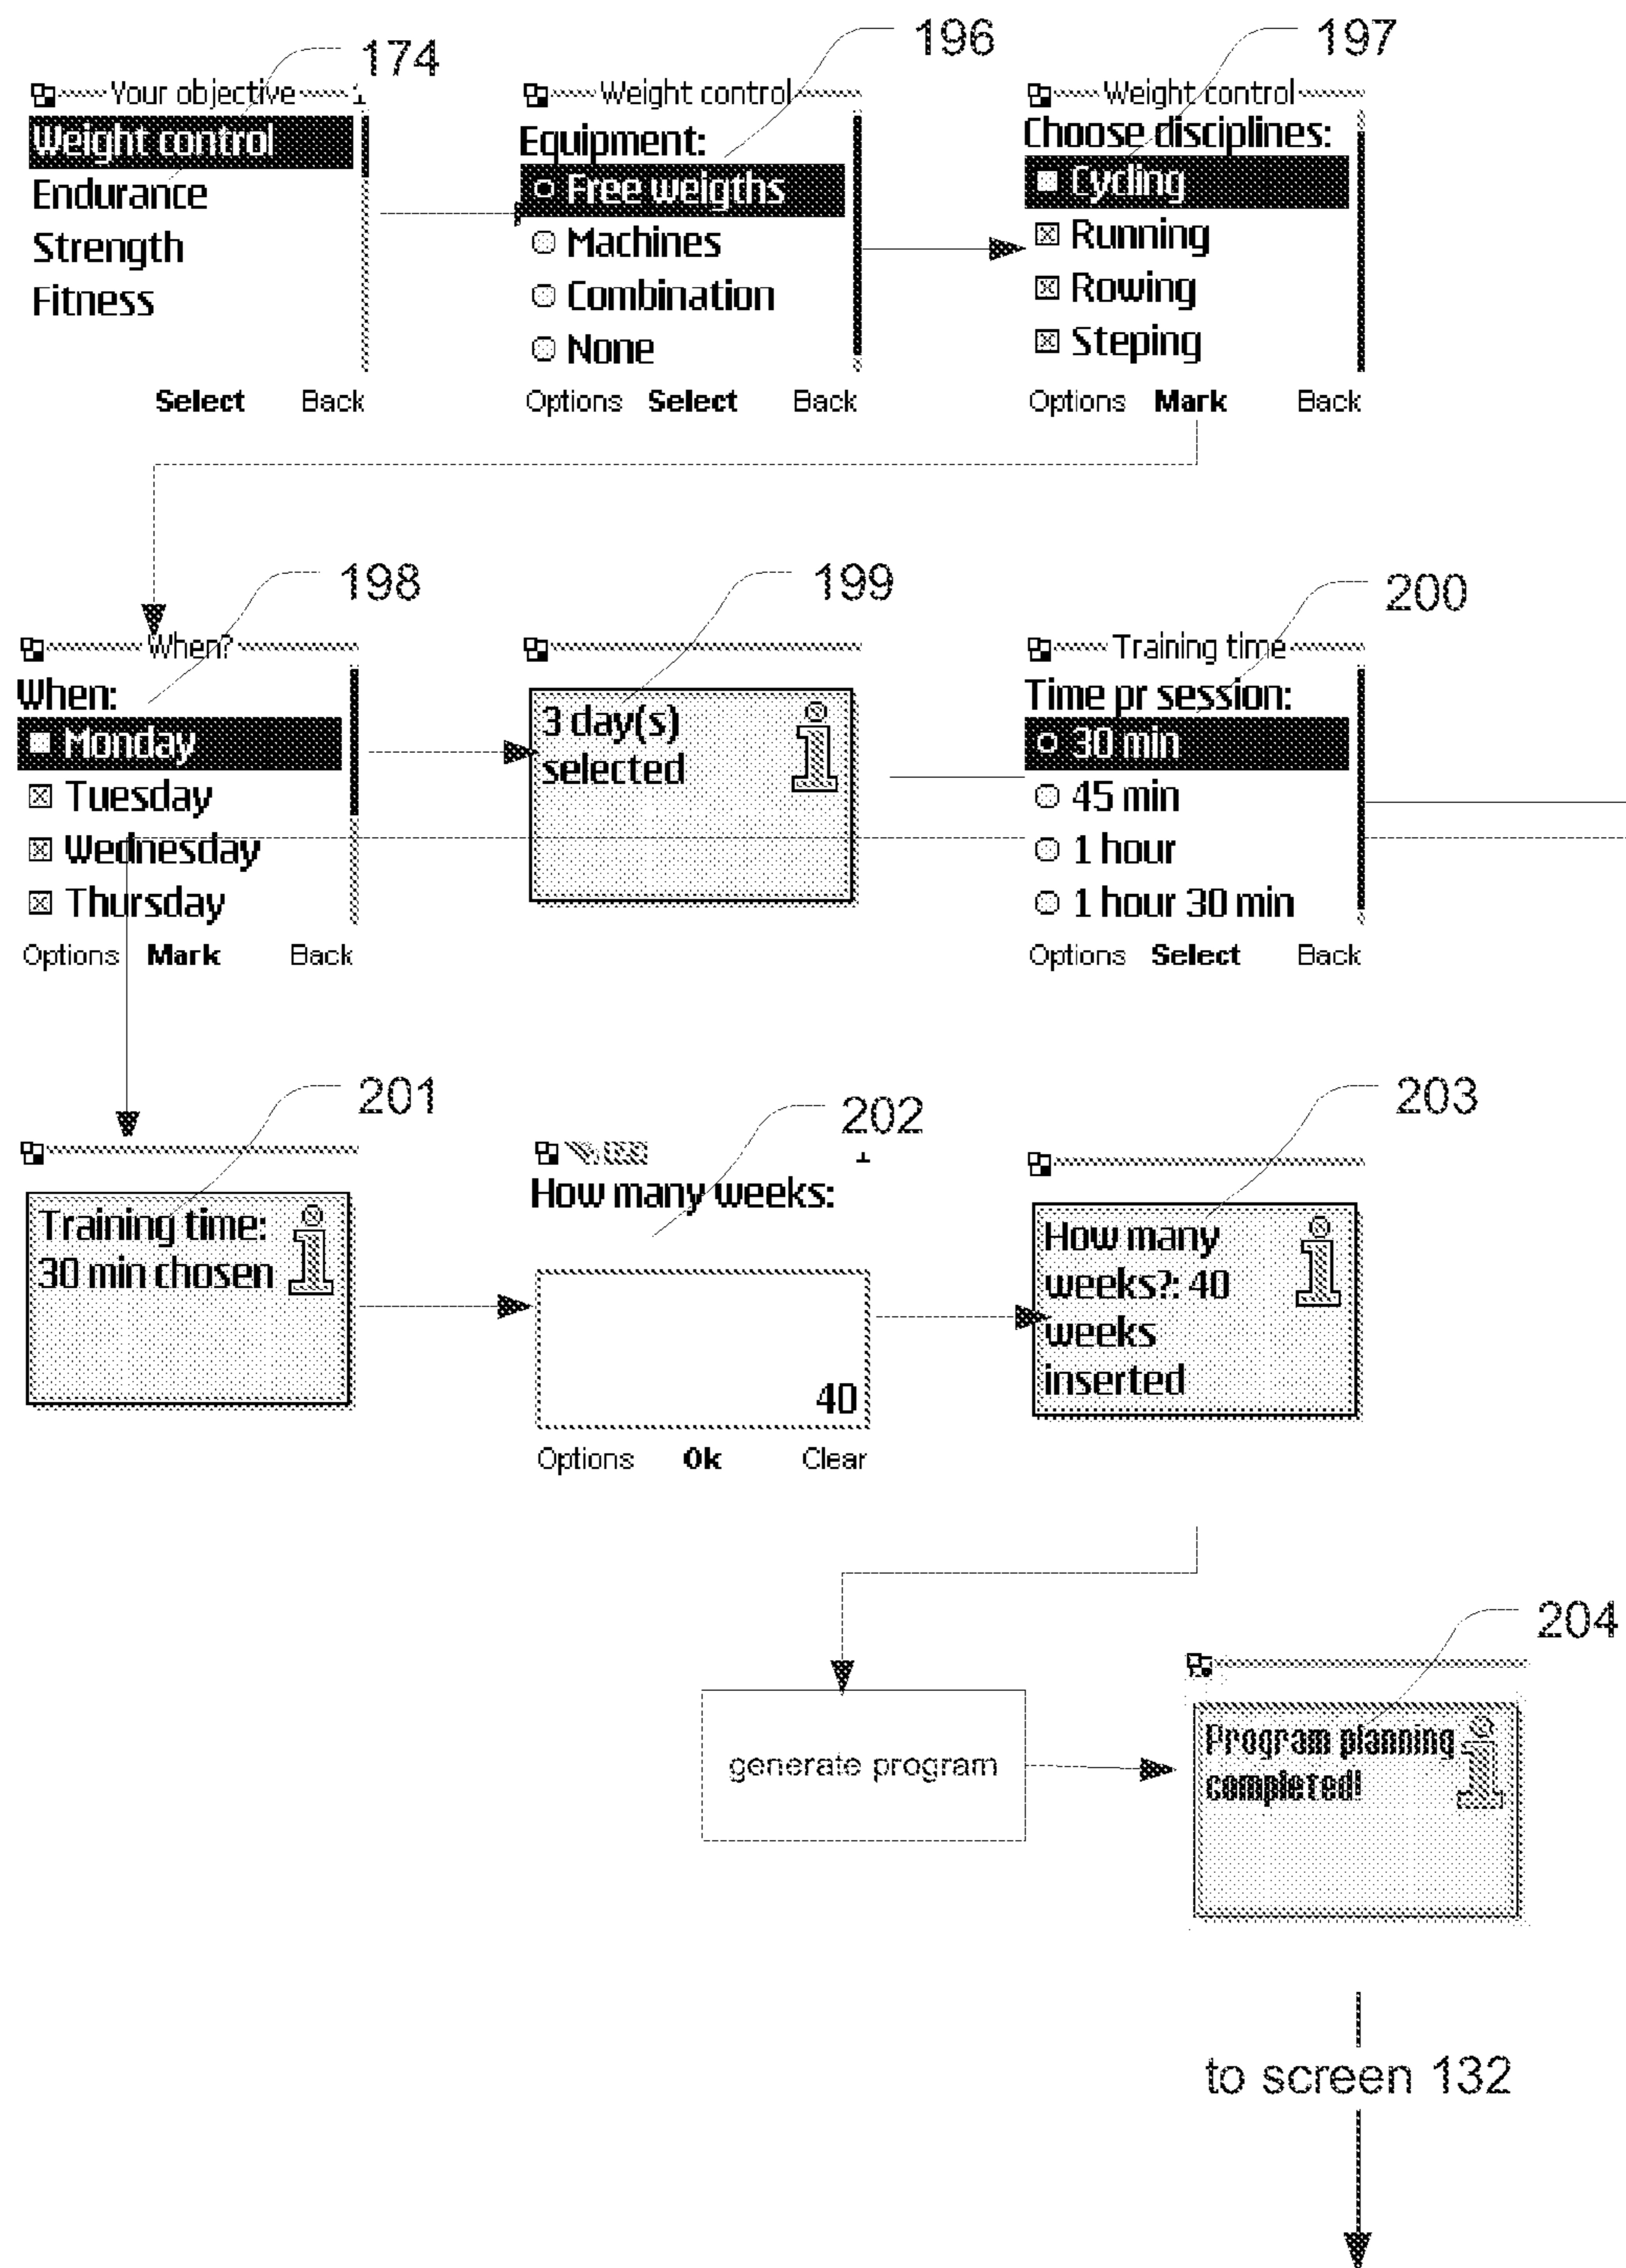 174
Your objective
Weight control
Endurance
Strength
Fitness
Select Back
196
Weight control
Equipment:
Free weigths
Machines
Combination
None
Options Select Back
197
Weight control
Choose disciplines:
Cycling
Running
Rowing
Steping
Options Mark Back
198
When?
When:
Monday
Tuesday
Wednesday
Thursday
Options Mark Back
199
3 day(s)
selected
200
Training time
Time pr session:
30 min
45 min
1 hour
1 hour 30 min
Options Select Back
201
Training time:
30 min chosen
202
How many weeks:
40
Options Ok Clear
203
How many
weeks?: 40
weeks
inserted
generate program
204
Program planning
completed!
to screen 132